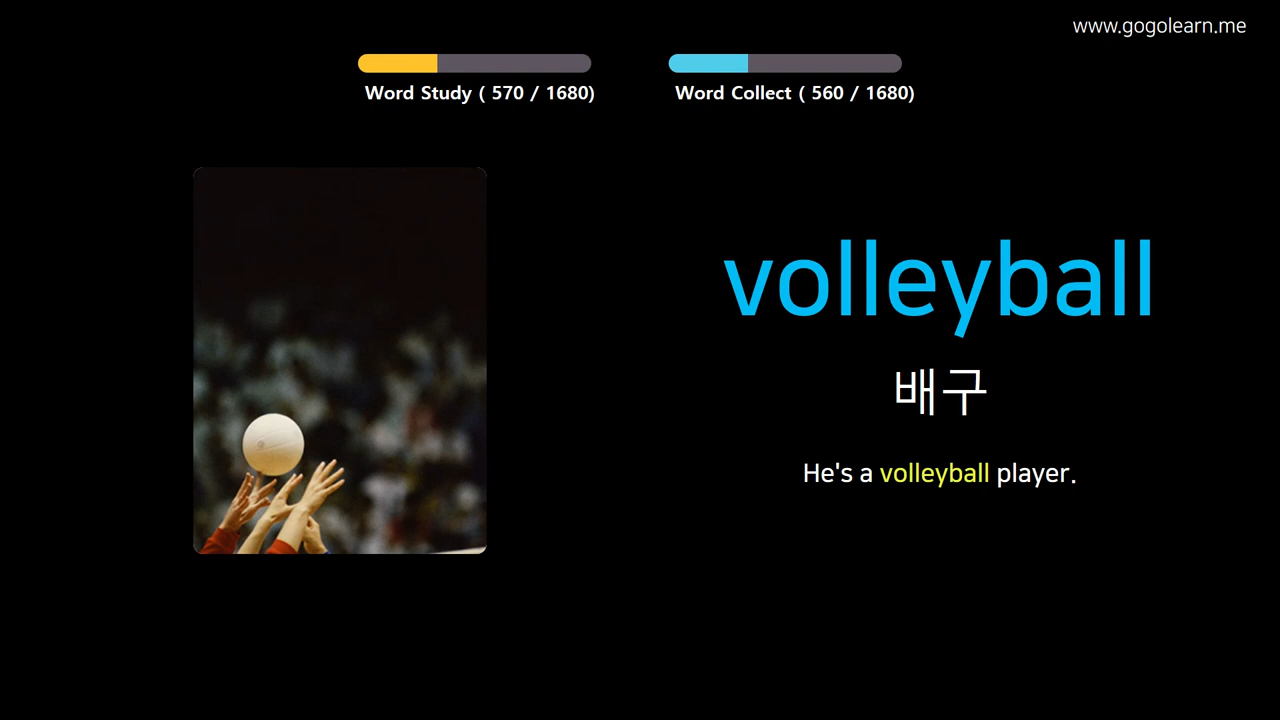 www.gogolearn.me
Word Study ( 570 / 1680)
Word Collect ( 560 / 1680)
volleyball
배구
He's a volleyball player.